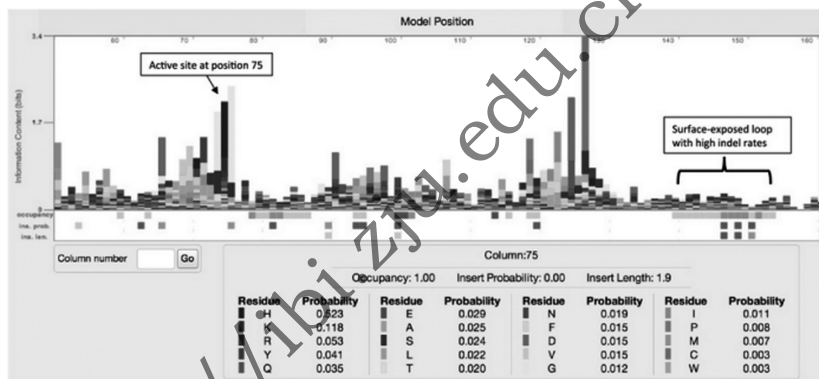 Model Position
3.4
60 70 80 90 100 110 120 130 140 150 160
Active site at position 75
Information Content (bits)
1.7
Surface-exposed loop
with high indel rates
0
occupancy
ins. prob.
ins. len.
Column number Go
Column:75
Occupancy: 1.00 Insert Probability: 0.00 Insert Length: 1.9
Residue Probability Residue Probability Residue Probability Residue Probability
H 0.523 E 0.029 N 0.019 I 0.011
K 0.118 A 0.025 F 0.015 P 0.008
R 0.053 S 0.024 D 0.015 M 0.007
Y 0.041 L 0.022 V 0.015 C 0.003
Q 0.035 T 0.020 G 0.012 W 0.003
//ibi.zju.edu.cn